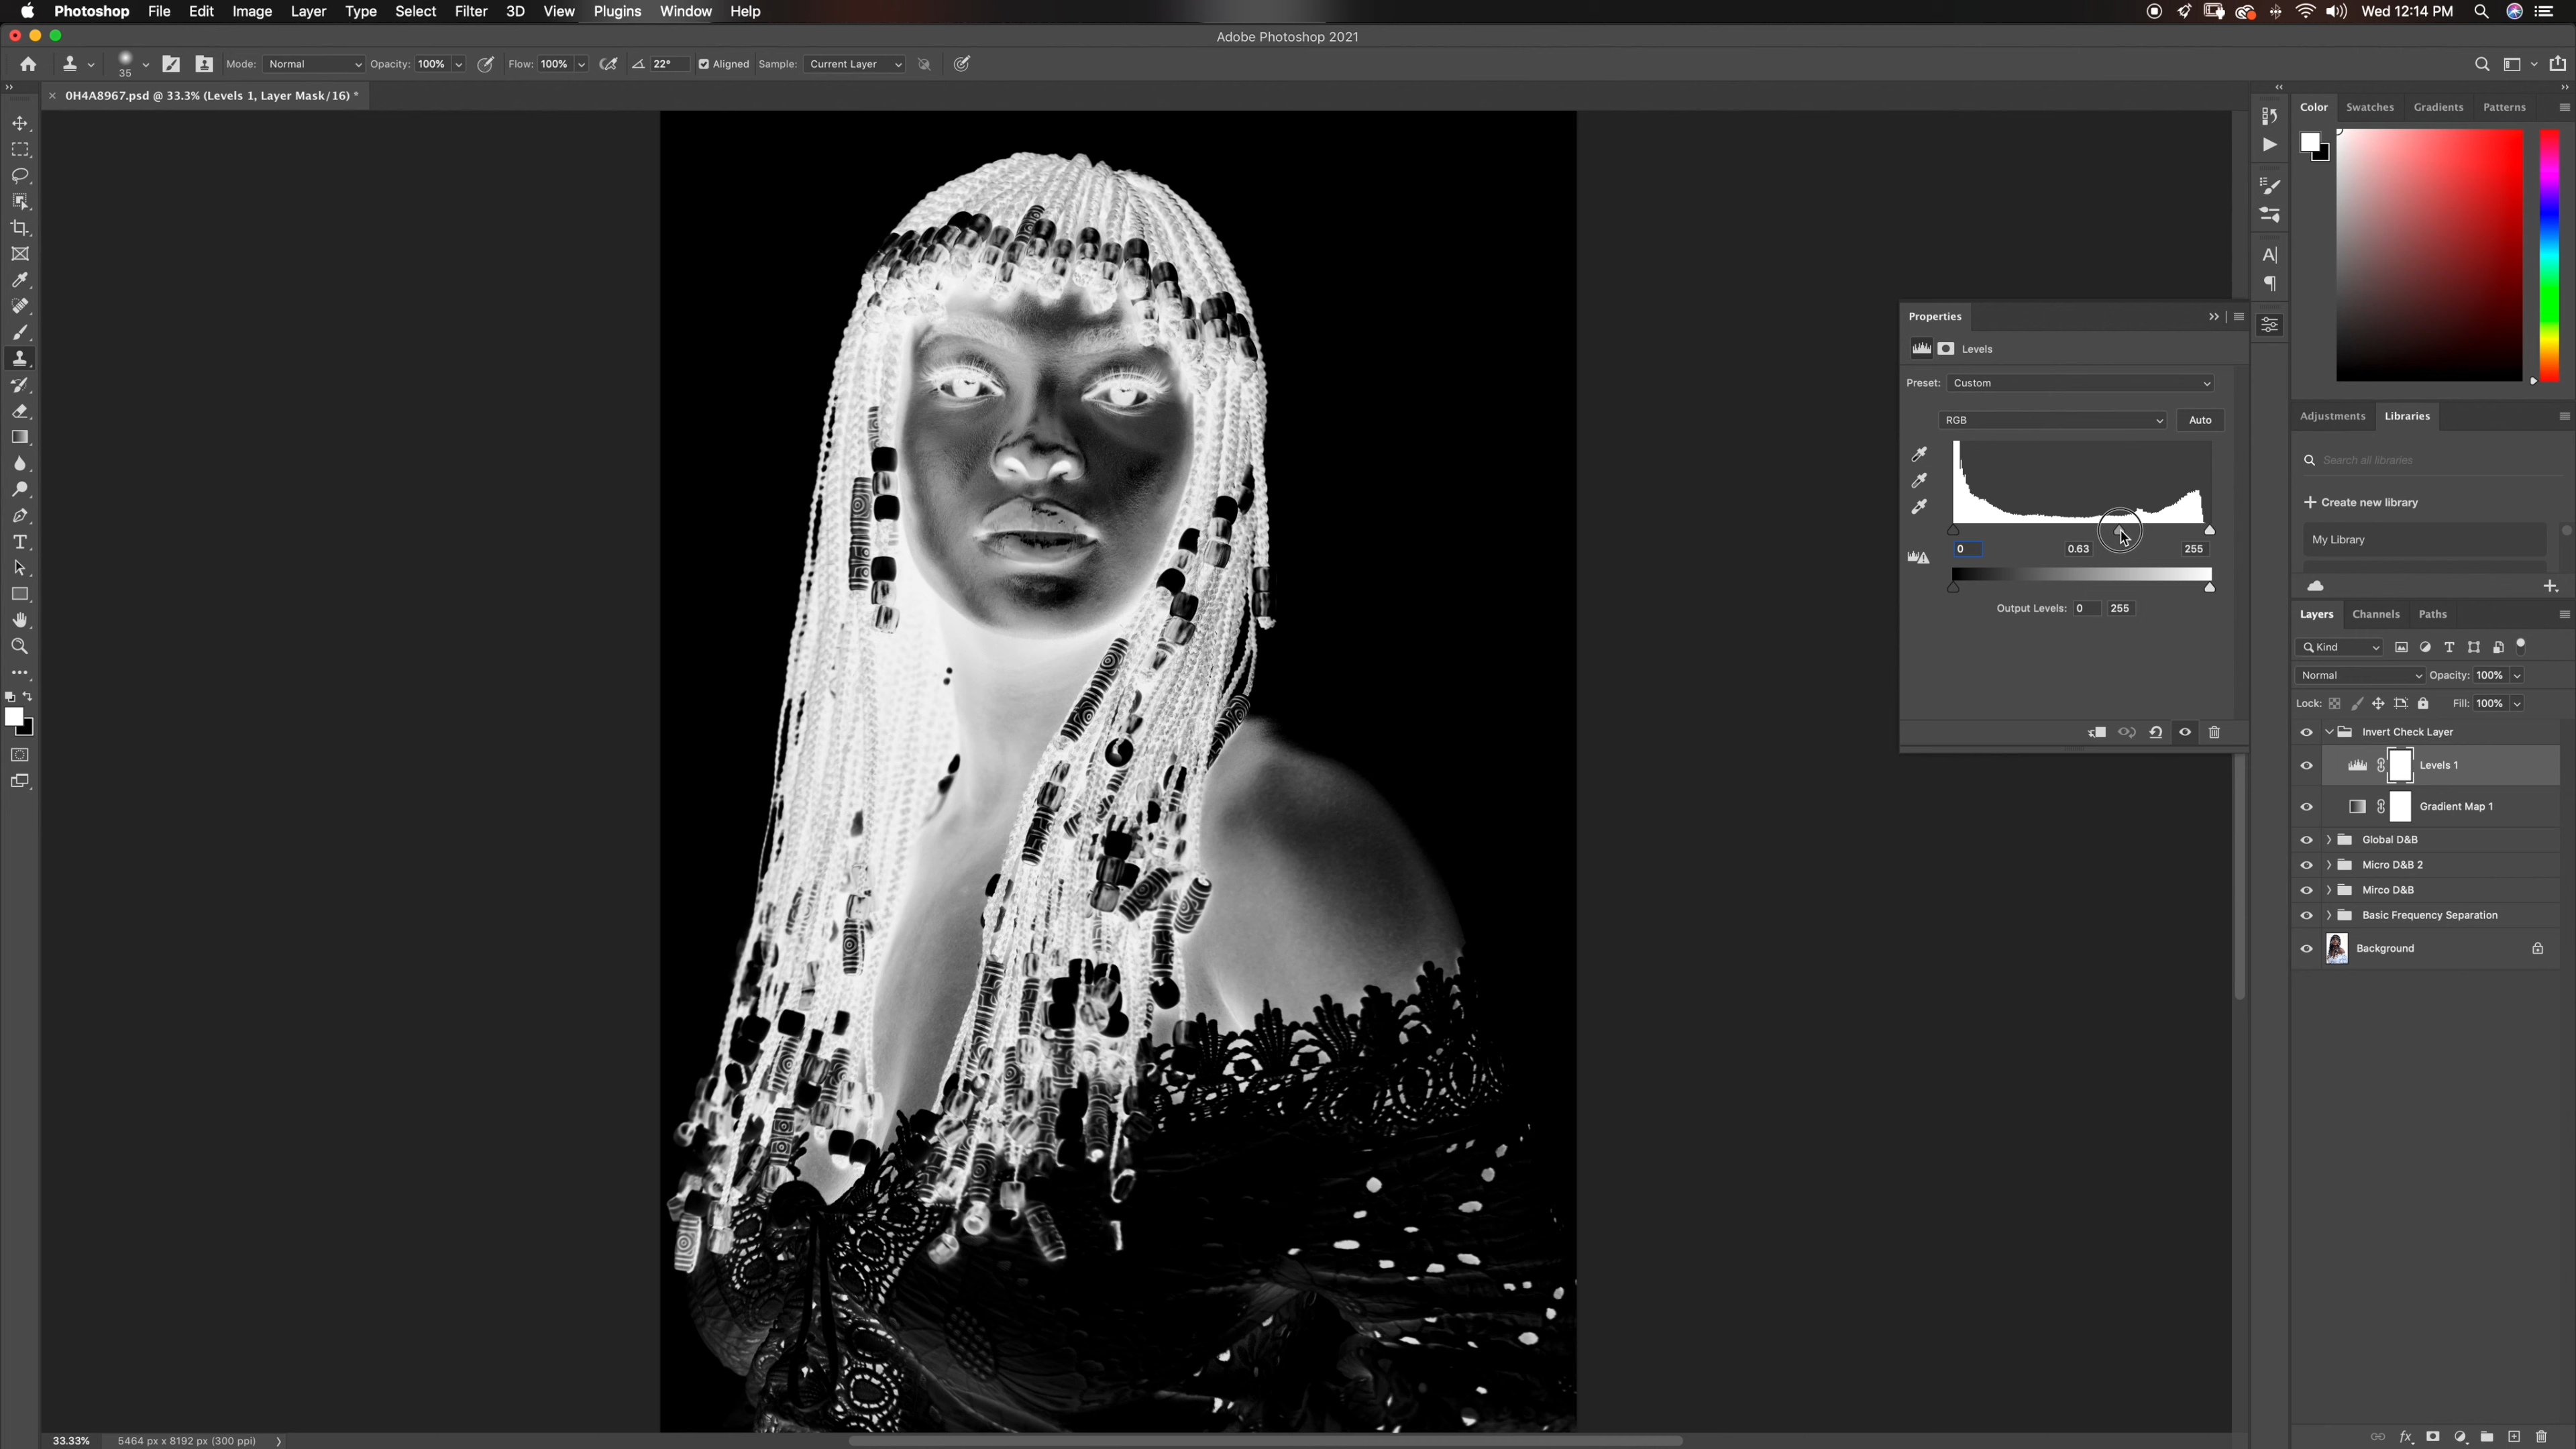 Photoshop File Edit Image Layer Type Select Filter 3D View Plugins Window Help Wed 12:14 PM
Adobe Photoshop 2021
35 Mode: Normal Opacity: 100% Flow: 100% 22° Aligned Sample: Current Layer
0H4A8967.psd @ 33.3% (Levels 1, Layer Mask/16) *
Color Swatches Gradients Patterns
Properties
Levels
Preset: Custom
RGB Auto
0 0.63 255
Output Levels: 0 255
Adjustments Libraries
Search all libraries
Create new library
My Library
Layers Channels Paths
Kind
Normal Opacity: 100%
Lock: Fill: 100%
Invert Check Layer
Levels 1
Gradient Map 1
Global D&B
Micro D&B 2
Mirco D&B
Basic Frequency Separation
Background
33.33% 5464 px x 8192 px (300 ppi)